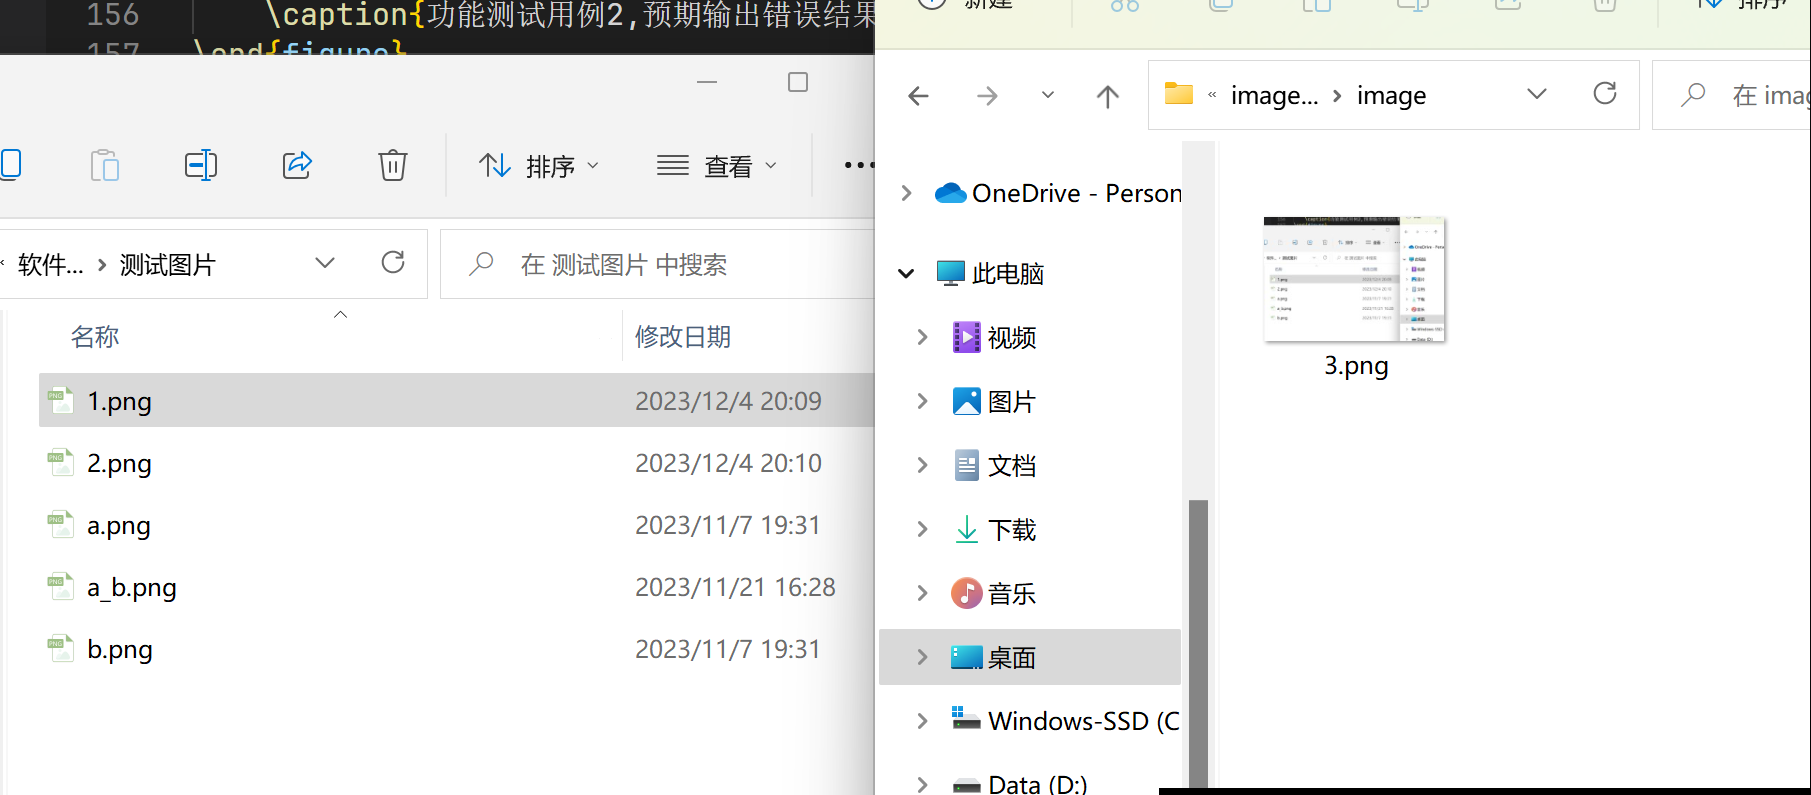 156 \caption{功能测试用例2,预期输出错误结果
157 \end{figure}
排序
查看
软件... › 测试图片
在 测试图片 中搜索
名称 修改日期
1.png 2023/12/4 20:09
2.png 2023/12/4 20:10
a.png 2023/11/7 19:31
a_b.png 2023/11/21 16:28
b.png 2023/11/7 19:31
新建
排序
« image... › image
在 imag
OneDrive - Person
此电脑
视频
图片
文档
下载
音乐
桌面
Windows-SSD (C
Data (D:)
3.png